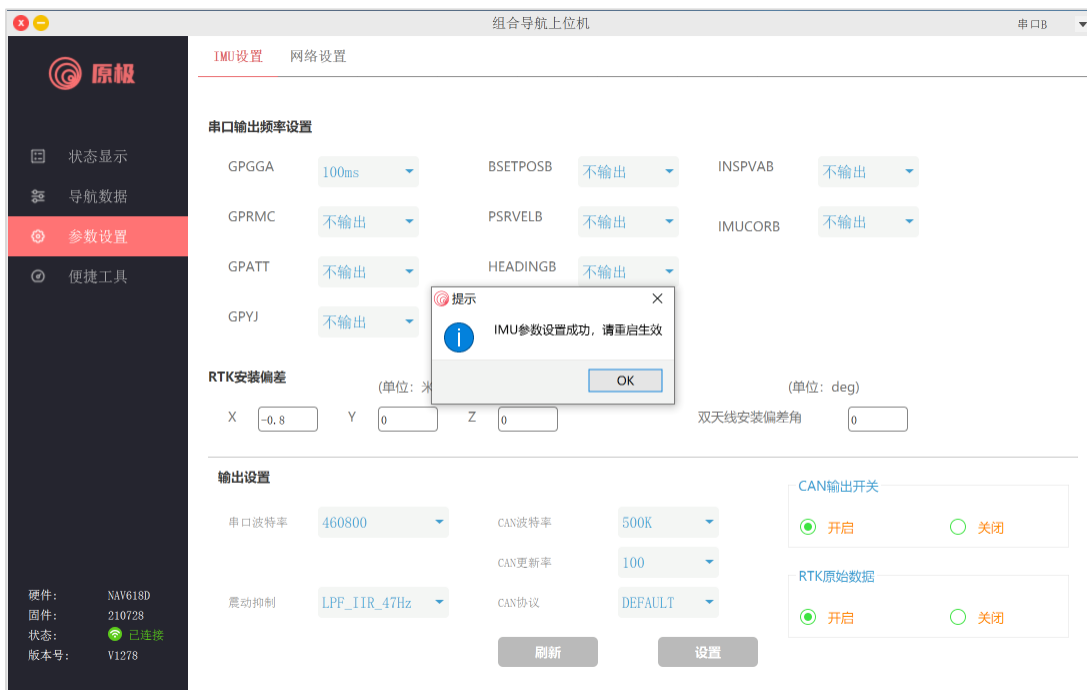 组合导航上位机
串口B
原极
IMU设置 网络设置
状态显示
导航数据
参数设置
便捷工具
串口输出频率设置
GPGGA 100ms BSETPOSB 不输出 INSPVAB 不输出
GPRMC 不输出 PSRVELB 不输出 IMUCORB 不输出
GPATT 不输出 HEADINGB 不输出
GPYJ 不输出
提示
IMU参数设置成功，请重启生效
OK
RTK安装偏差 (单位：米 (单位：deg)
X -0.8 Y 0 Z 0 双天线安装偏差角 0
输出设置
串口波特率 460800 CAN波特率 500K
CAN更新率 100
震动抑制 LPF_IIR_47Hz CAN协议 DEFAULT
刷新 设置
CAN输出开关
开启 关闭
RTK原始数据
开启 关闭
硬件: NAV618D
固件: 210728
状态: 已连接
版本号: V1278